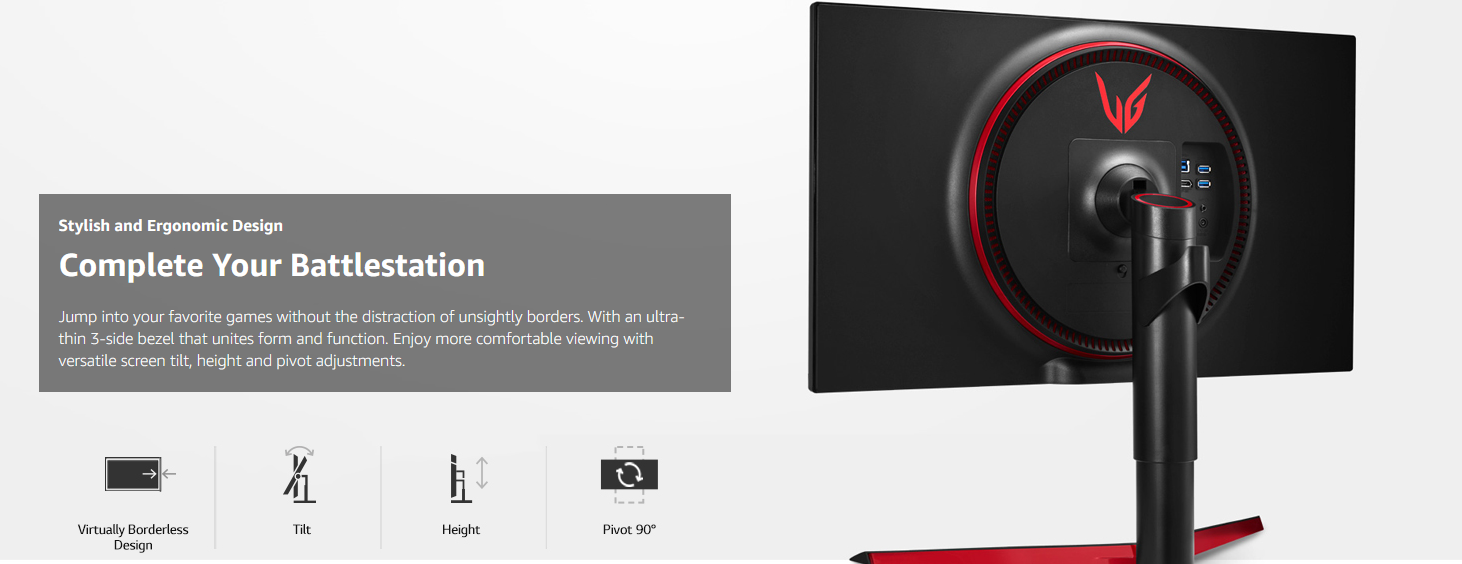 Stylish and Ergonomic Design
Complete Your Battlestation
Jump into your favorite games without the distraction of unsightly borders. With an ultra-
thin 3-side bezel that unites form and function. Enjoy more comfortable viewing with
versatile screen tilt, height and pivot adjustments.
Virtually Borderless
Design
Tilt
Height
Pivot 90°